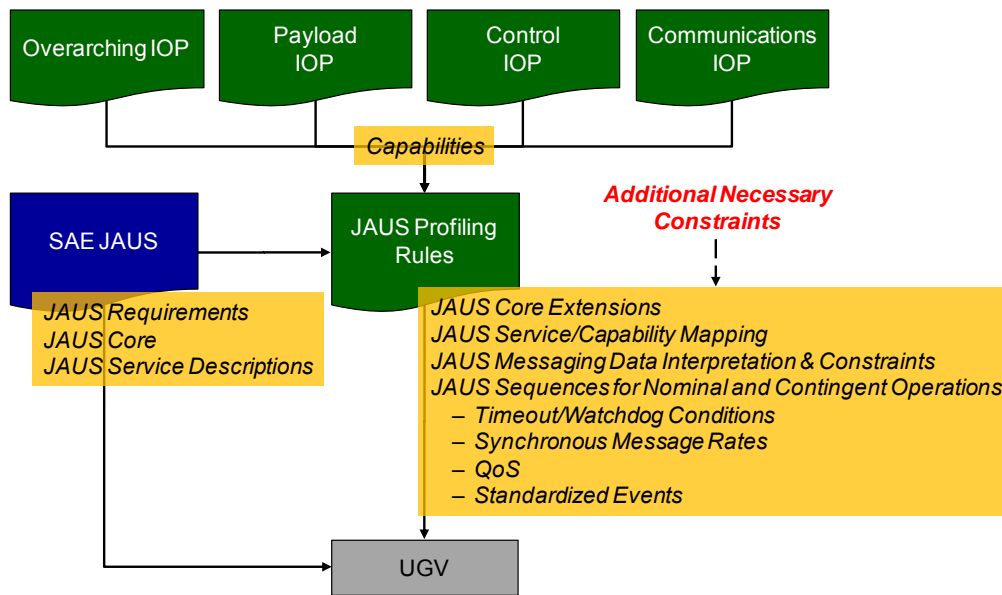 Overarching IOP
Payload
IOP
Control
IOP
Communications
IOP
Capabilities
SAE JAUS
JAUS Profiling
Rules
Additional Necessary
Constraints
JAUS Requirements
JAUS Core
JAUS Service Descriptions
JAUS Core Extensions
JAUS Service/Capability Mapping
JAUS Messaging Data Interpretation & Constraints
JAUS Sequences for Nominal and Contingent Operations
– Timeout/Watchdog Conditions
– Synchronous Message Rates
– QoS
– Standardized Events
UGV